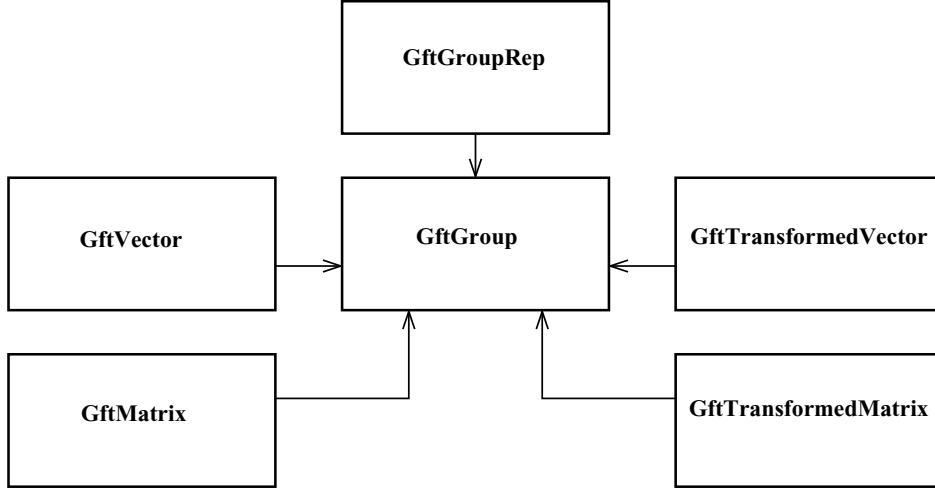 GftGroupRep
GftVector
GftGroup
GftTransformedVector
GftMatrix
GftTransformedMatrix